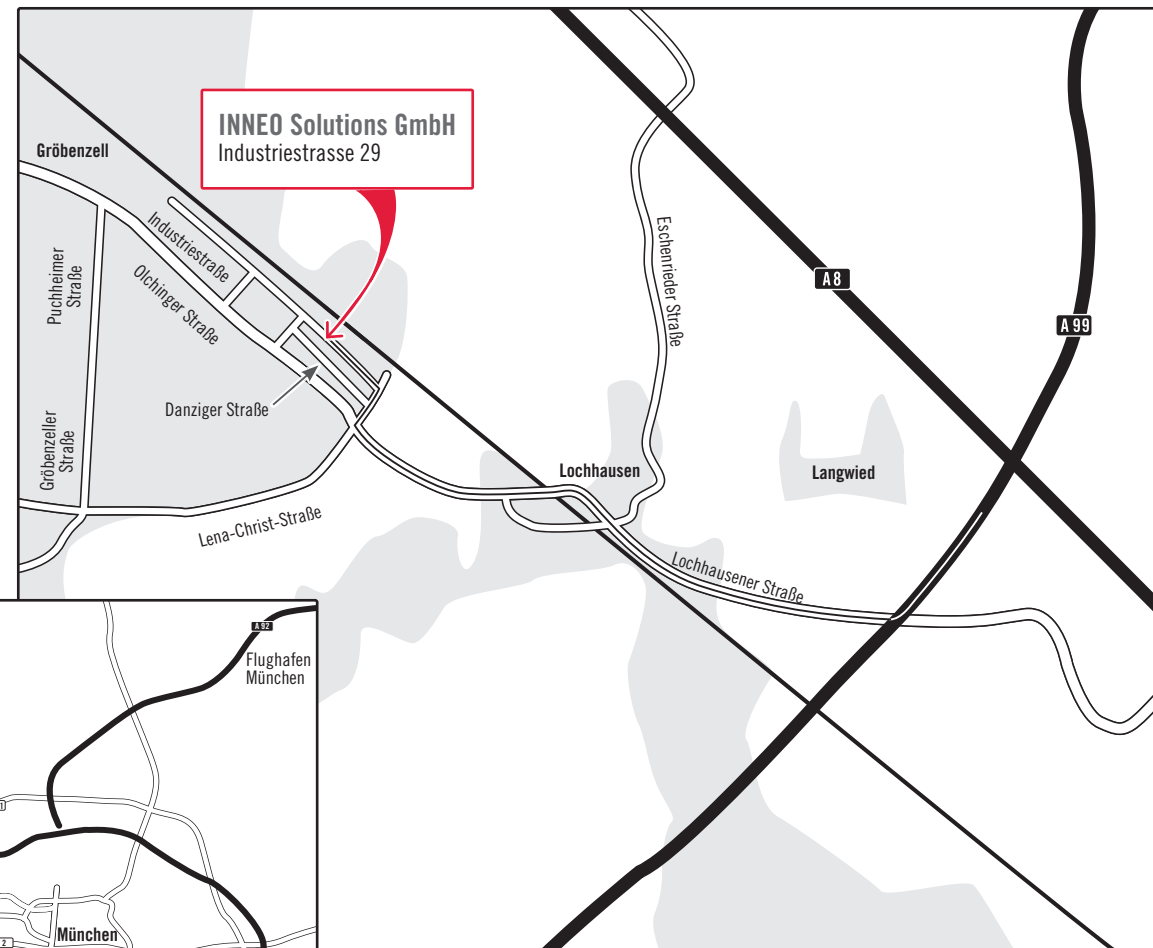 INNEO Solutions GmbH
Industriestrasse 29
Gröbenzell
Industriestraße
Olchinger Straße
Puchheimer
Straße
Eschenrieder Straße
A 8
A 99
Danziger Straße
Gröbenzeller
Straße
Lochhausen
Langwied
Lena-Christ-Straße
Lochhausener Straße
A 92
Flughafen
München
München
2